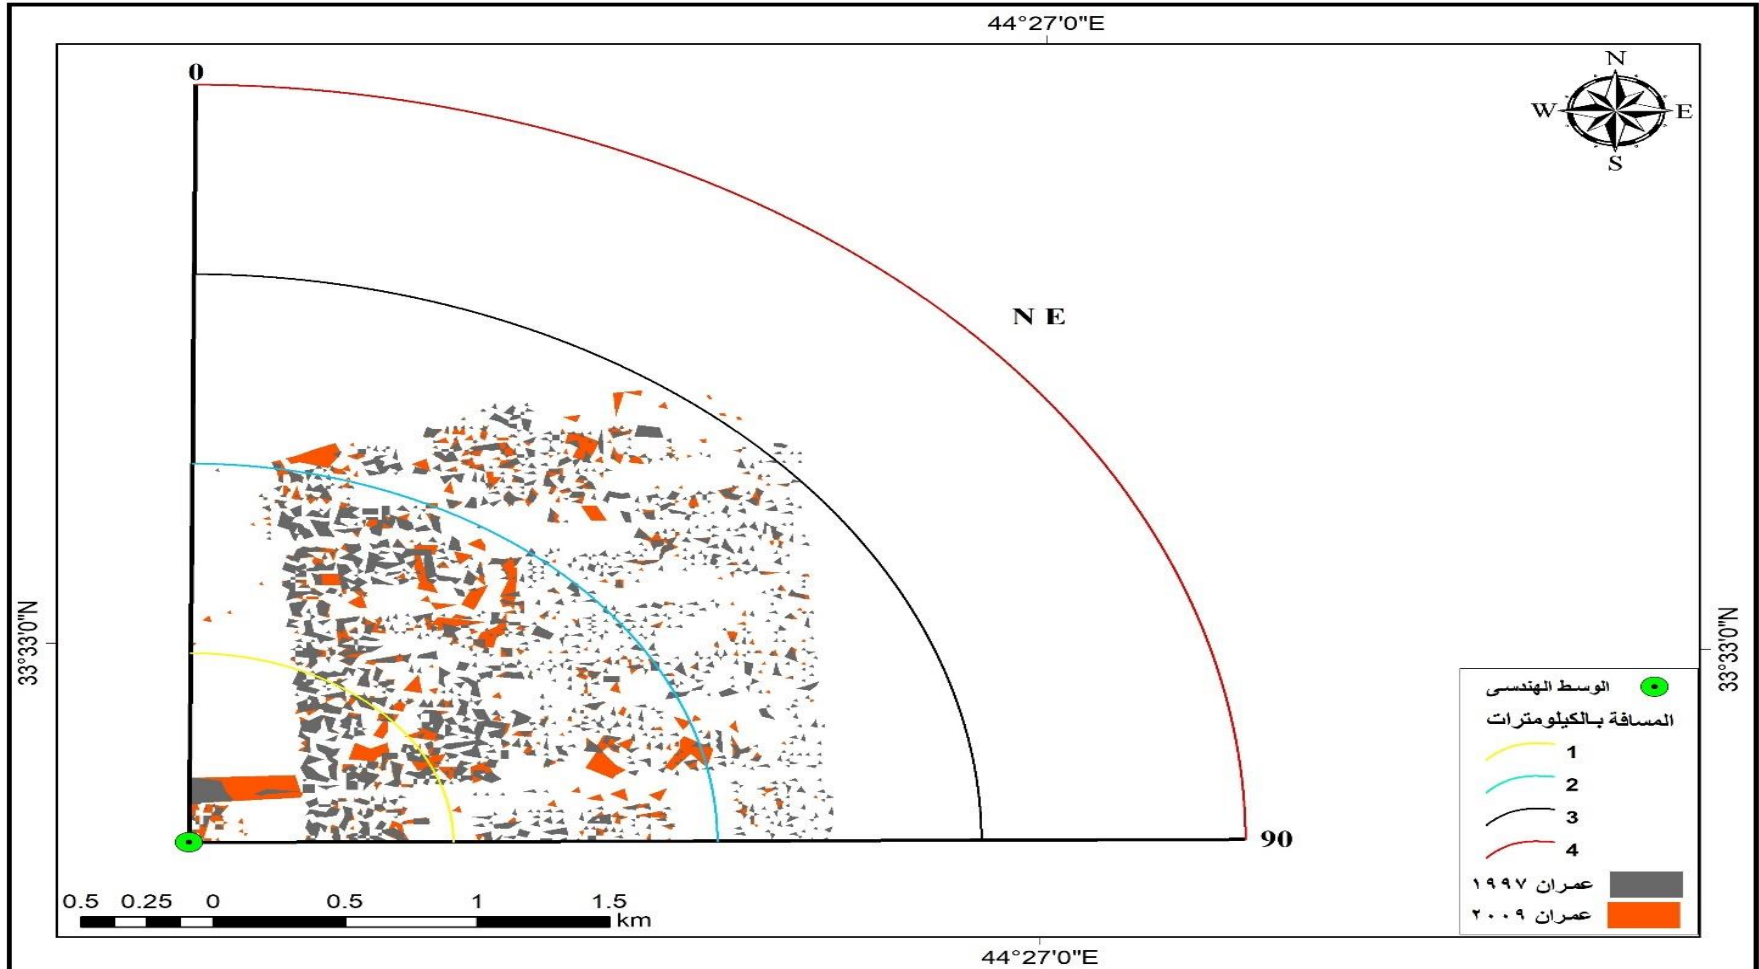 44°27'0"E
0
N
W E
S
N E
33°33'0"N
33°33'0"N
الوسط الهندسي
المسافة بالكيلومترات
1
2
3
4
عمران ١٩٩٧
عمران ٢٠٠٩
90
0.5 0.25 0 0.5 1 1.5
km
44°27'0"E